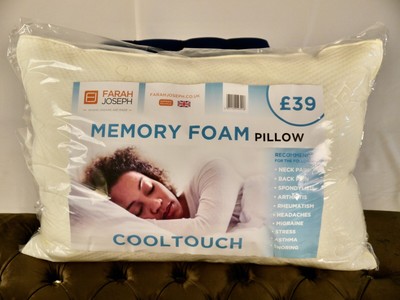 FARAH
JOSEPH
FARAHJOSEPH.CO.UK
£39
MEMORY FOAM PILLOW
NECK PAIN
BACK PAIN
ARTHRITIS
RHEUMATISM
HEADACHES
MIGRAINE
STRESS
ASTHMA
COOLTOUCH